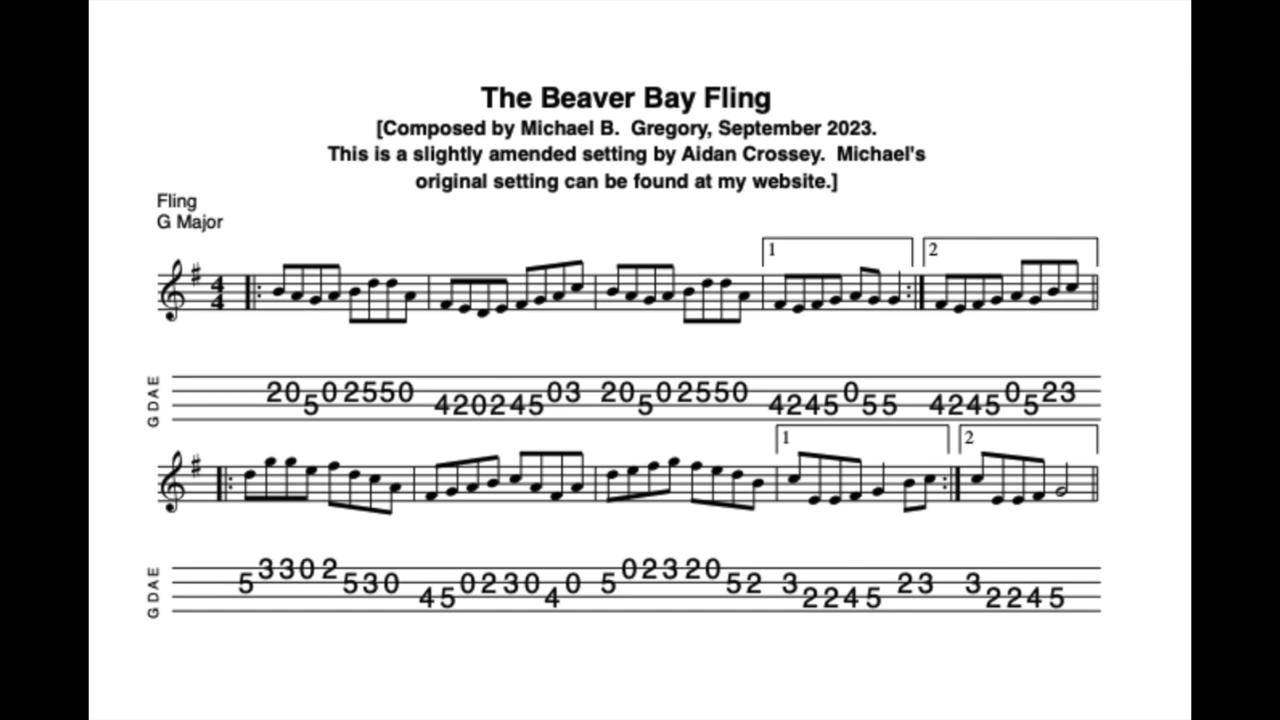 The Beaver Bay Fling
[Composed by Michael B. Gregory, September 2023.
This is a slightly amended setting by Aidan Crossey. Michael's
original setting can be found at my website.]
Fling
G Major
1 2
4
4
G D A E
2 0 5 0 2 5 5 0 4 2 0 2 4 5 0 3 2 0 5 0 2 5 5 0 4 2 4 5 0 5 5 4 2 4 5 0 5 2 3
1 2
G D A E
5 3 3 0 2 5 3 0 4 5 0 2 3 0 4 0 5 0 2 3 2 0 5 2 3 2 2 4 5 2 3 3 2 2 4 5